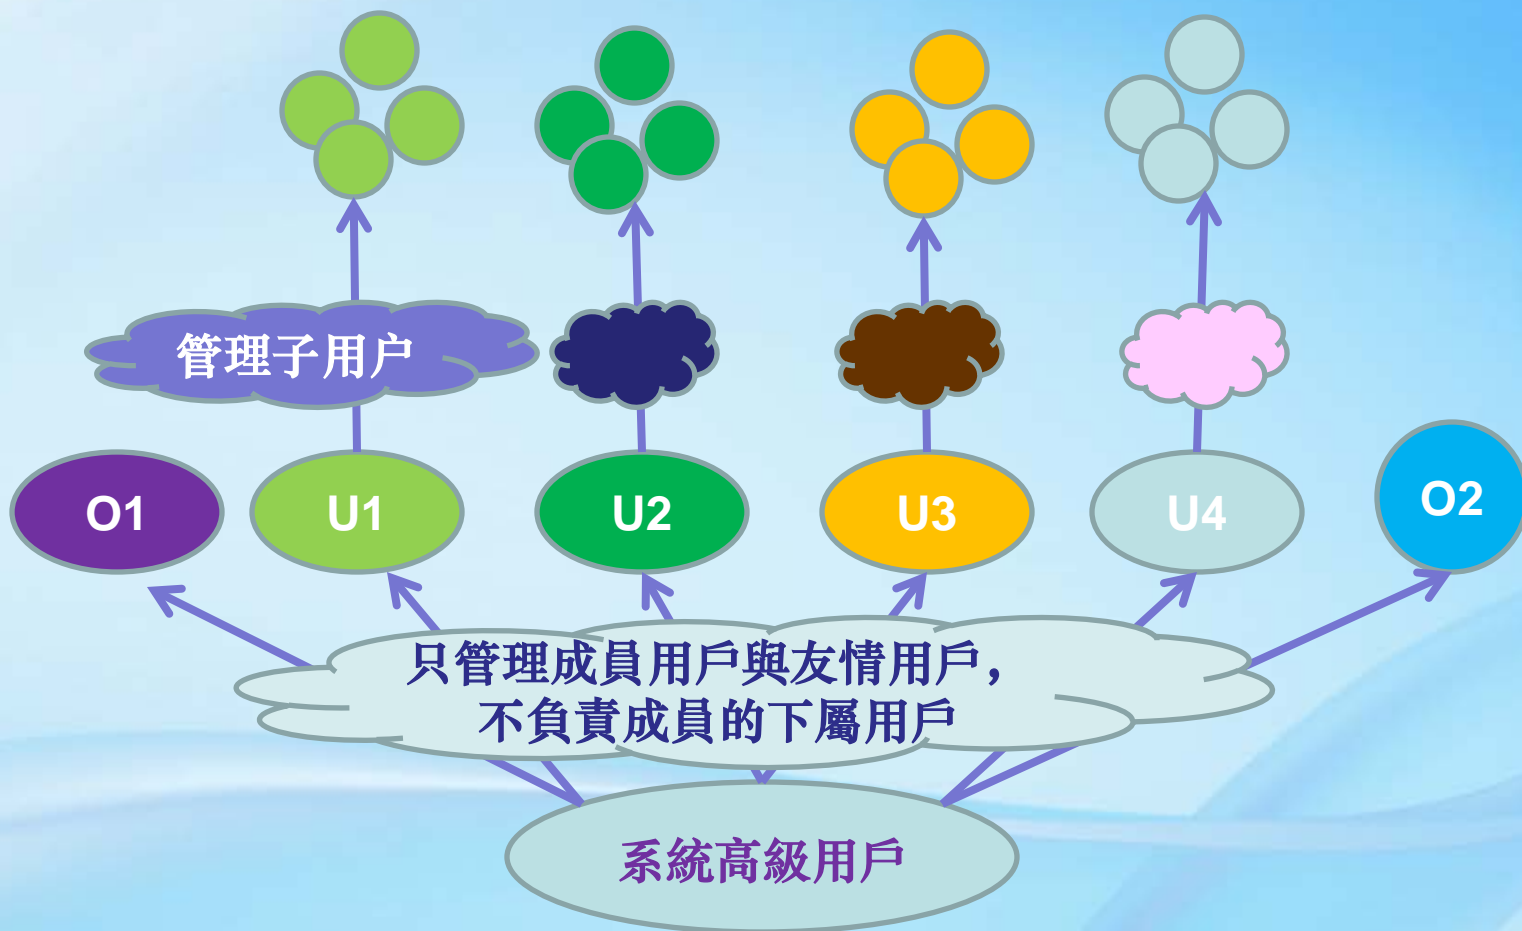 管理子用户
O1
U1
U2
U3
U4
O2
只管理成員用戶與友情用戶，
不負責成員的下屬用戶
系統高級用戶